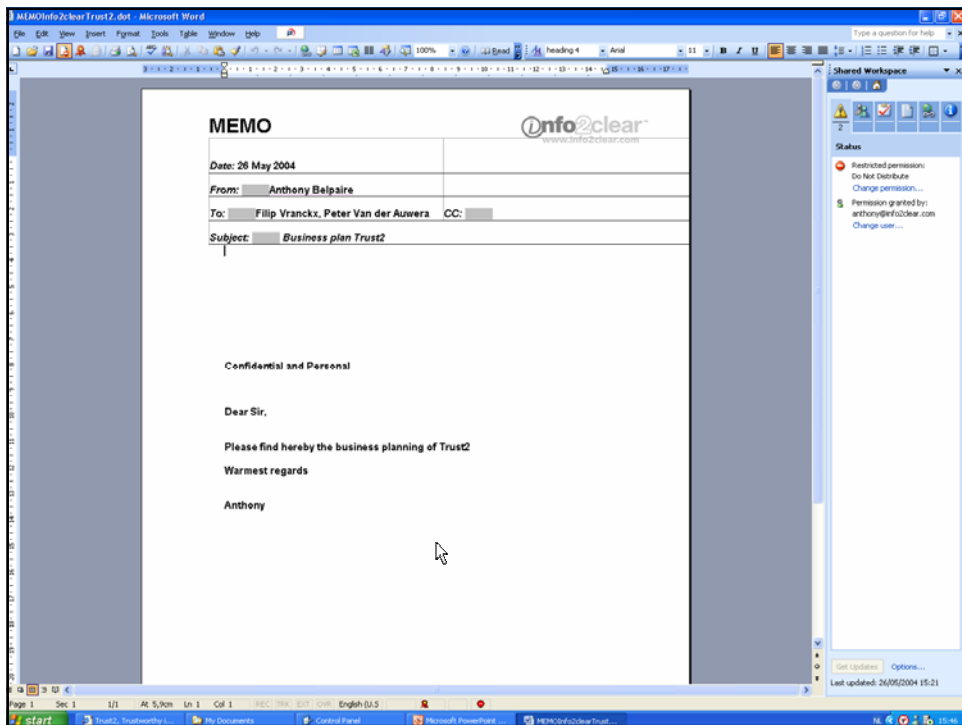 MEMOInfo2clearTrust2.dot - Microsoft Word
File Edit View Insert Format Tools Table Window Help
Type a question for help
100% Read heading 4 Arial 11 B I U
Shared Workspace
MEMO
info2clear
www.info2clear.com
2
Status
Date: 26 May 2004
Restricted permission:
Do Not Distribute
Change permission...
From: Anthony Belpaire
To: Filip Vranckx, Peter Van der Auwera CC:
Permission granted by:
anthony@info2clear.com
Change user...
Subject: Business plan Trust2
Confidential and Personal
Dear Sir,
Please find hereby the business planning of Trust2
Warmest regards
Anthony
Get Updates Options...
Last updated: 26/05/2004 15:21
Page 1 Sec 1 1/1 At 5,9cm Ln 1 Col 1 REC TRK EXT OVR English (U.S
start Trust2, Trustworthy i... My Documents Control Panel Microsoft PowerPoint ... MEMOInfo2clearTrust... NL 15:46